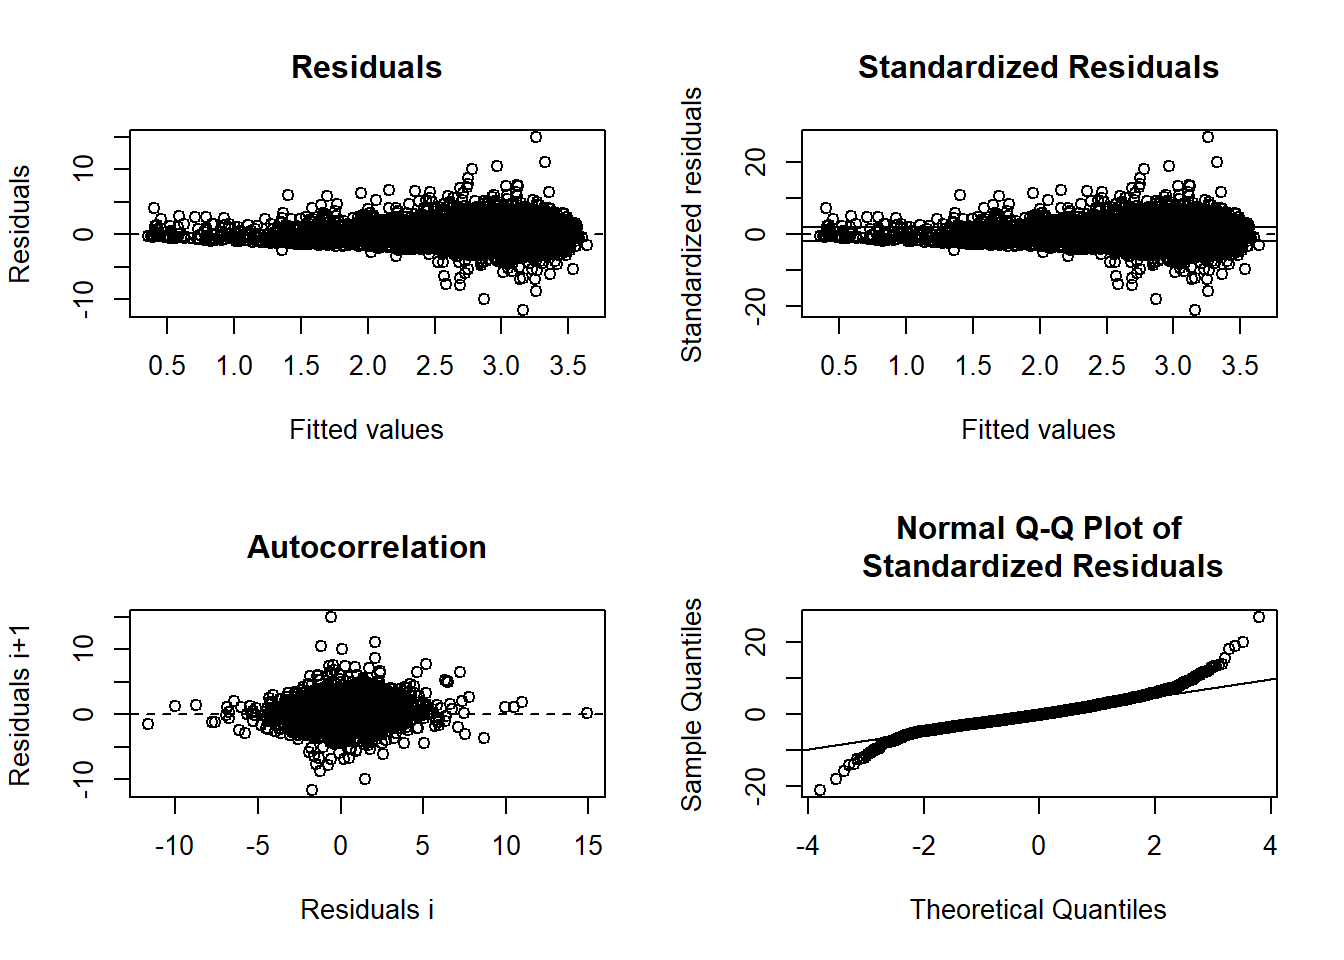 Residuals
Residuals
10
0
-10
0.5 1.0 1.5 2.0 2.5 3.0 3.5
Fitted values
Standardized Residuals
Standardized residuals
20
0
-20
0.5 1.0 1.5 2.0 2.5 3.0 3.5
Fitted values
Autocorrelation
Residuals i+1
10
0
-10
-10 -5 0 5 10 15
Residuals i
Normal Q-Q Plot of
Standardized Residuals
Sample Quantiles
20
0
-20
-4 -2 0 2 4
Theoretical Quantiles